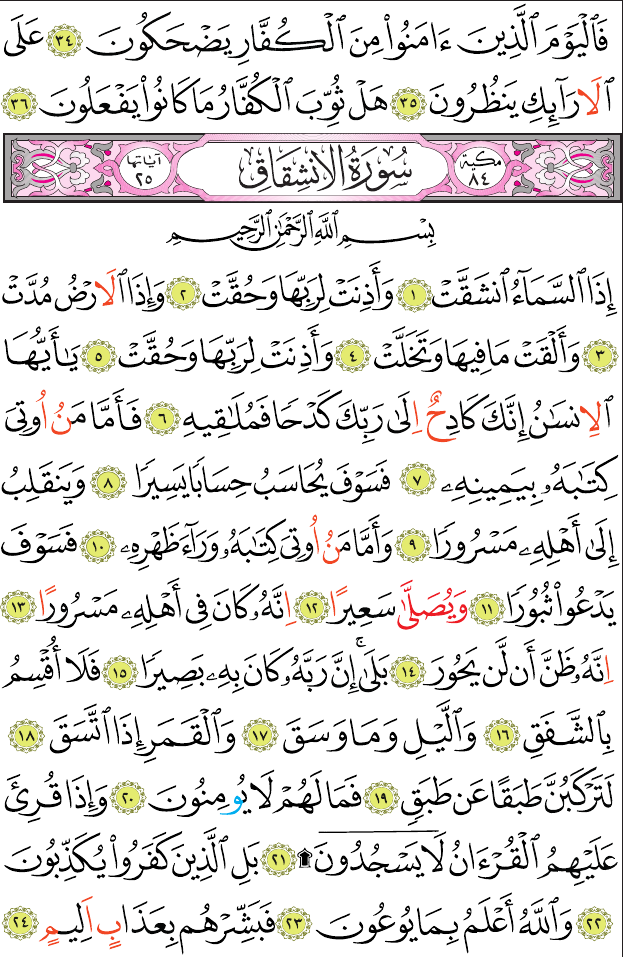 فَٱلْيَوْمَ ٱلَّذِينَ ءَامَنُوا۟ مِنَ ٱلْكُفَّارِ يَضْحَكُونَ ٣٤ عَلَى
ٱلَارَآئِكِ يَنظُرُونَ ٣٥ هَلْ ثُوِّبَ ٱلْكُفَّارُ مَا كَانُوا۟ يَفْعَلُونَ ٣٦
مكية ٨٤ سُورَةُ الانشِقَاق آياتها ٢٥
بِسْمِ ٱللَّهِ ٱلرَّحْمَٰنِ ٱلرَّحِيمِ
إِذَا ٱلسَّمَآءُ ٱنشَقَّتْ ١ وَأَذِنَتْ لِرَبِّهَا وَحُقَّتْ ٢ وَإِذَا ٱلَارْضُ مُدَّتْ
٣ وَأَلْقَتْ مَا فِيهَا وَتَخَلَّتْ ٤ وَأَذِنَتْ لِرَبِّهَا وَحُقَّتْ ٥ يَٰٓأَيُّهَا
ٱلِانسَٰنُ إِنَّكَ كَادِحٌ اِلَىٰ رَبِّكَ كَدْحًا فَمُلَٰقِيهِ ٦ فَأَمَّا مَنُ اُوتِىَ
كِتَٰبَهُۥ بِيَمِينِهِۦ ٧ فَسَوْفَ يُحَاسَبُ حِسَابًا يَسِيرًا ٨ وَيَنقَلِبُ
إِلَىٰٓ أَهْلِهِۦ مَسْرُورًا ٩ وَأَمَّا مَنُ اُوتِىَ كِتَٰبَهُۥ وَرَآءَ ظَهْرِهِۦ ١٠ فَسَوْفَ
يَدْعُوا۟ ثُبُورًا ١١ وَيُصَلَّىٰ سَعِيرًا ١٢ اِنَّهُۥ كَانَ فِىٓ أَهْلِهِۦ مَسْرُورًا ١٣
اِنَّهُۥ ظَنَّ أَن لَّن يَحُورَ ١٤ بَلَىٰٓۚ إِنَّ رَبَّهُۥ كَانَ بِهِۦ بَصِيرًا ١٥ فَلَآ أُقْسِمُ
بِٱلشَّفَقِ ١٦ وَٱلَّيْلِ وَمَا وَسَقَ ١٧ وَٱلْقَمَرِ إِذَا ٱتَّسَقَ ١٨
لَتَرْكَبُنَّ طَبَقًا عَن طَبَقٍ ١٩ فَمَا لَهُمْ لَا يُومِنُونَ ٢٠ وَإِذَا قُرِئَ
عَلَيْهِمُ ٱلْقُرْءَانُ لَا يَسْجُدُونَ ۩ ٢١ بَلِ ٱلَّذِينَ كَفَرُوا۟ يُكَذِّبُونَ
٢٢ وَٱللَّهُ أَعْلَمُ بِمَا يُوعُونَ ٢٣ فَبَشِّرْهُم بِعَذَابٍ اَلِيمٍ ٢٤